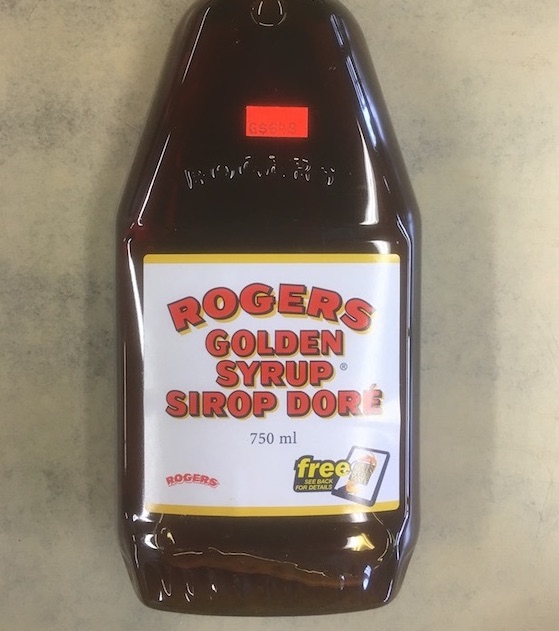 ROGERS
GOLDEN
SYRUP®
SIROP DORÉ
750 ml
ROGERS
free
SEE BACK
FOR DETAILS